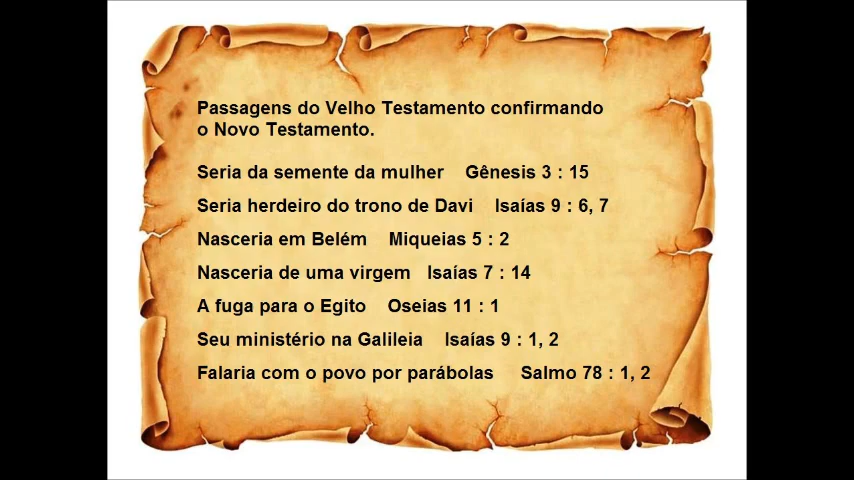 Passagens do Velho Testamento confirmando
o Novo Testamento.
Seria da semente da mulher Gênesis 3 : 15
Seria herdeiro do trono de Davi Isaías 9 : 6, 7
Nasceria em Belém Miqueias 5 : 2
Nasceria de uma virgem Isaías 7 : 14
A fuga para o Egito Oseias 11 : 1
Seu ministério na Galileia Isaías 9 : 1, 2
Falaria com o povo por parábolas Salmo 78 : 1, 2